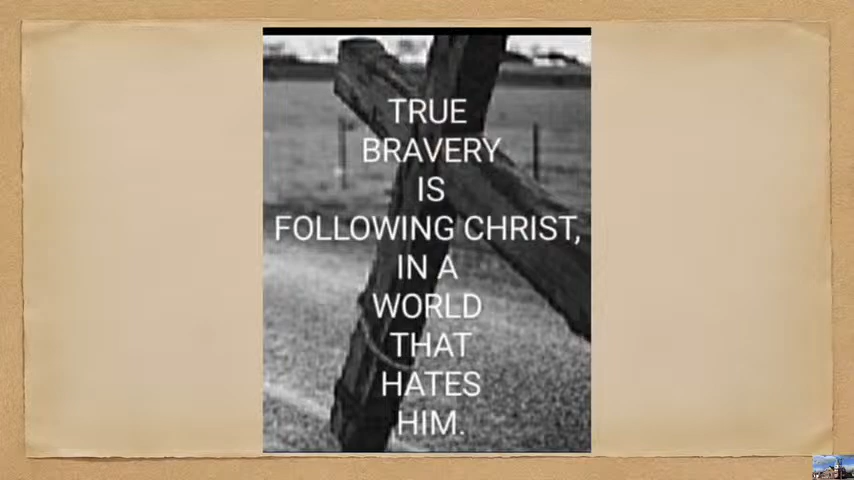 TRUE
BRAVERY
IS
FOLLOWING CHRIST,
IN A
WORLD
THAT
HATES
HIM.